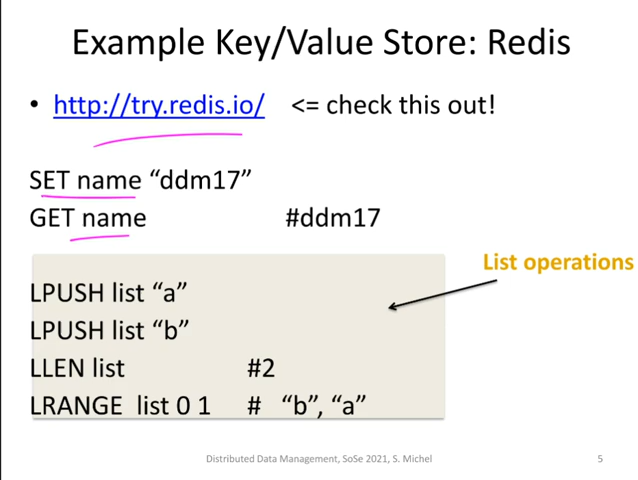 Example Key/Value Store: Redis
• http://try.redis.io/ <= check this out!
SET name “ddm17”
GET name #ddm17
List operations
LPUSH list “a”
LPUSH list “b”
LLEN list #2
LRANGE list 0 1 # “b”, “a”
Distributed Data Management, SoSe 2021, S. Michel 5